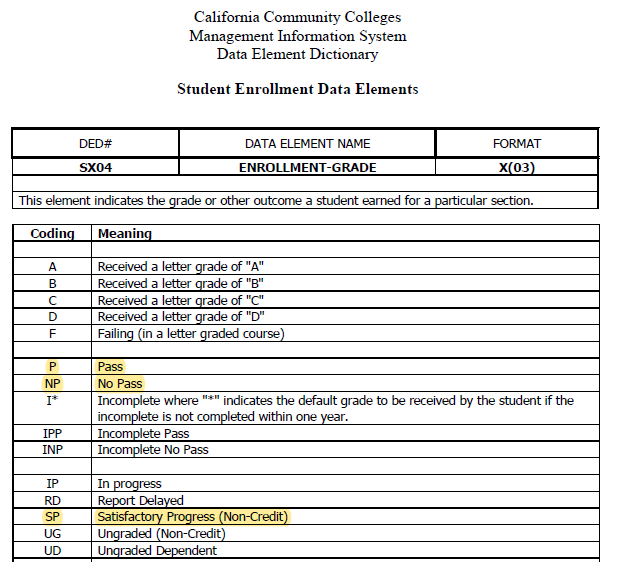 California Community Colleges
Management Information System
Data Element Dictionary
Student Enrollment Data Elements
DED# DATA ELEMENT NAME FORMAT
SX04 ENROLLMENT-GRADE X(03)
This element indicates the grade or other outcome a student earned for a particular section.
Coding Meaning
A Received a letter grade of "A"
B Received a letter grade of "B"
C Received a letter grade of "C"
D Received a letter grade of "D"
F Failing (in a letter graded course)
P Pass
NP No Pass
I* Incomplete where "*" indicates the default grade to be received by the student if the
incomplete is not completed within one year.
IPP Incomplete Pass
INP Incomplete No Pass
IP In progress
RD Report Delayed
SP Satisfactory Progress (Non-Credit)
UG Ungraded (Non-Credit)
UD Ungraded Dependent